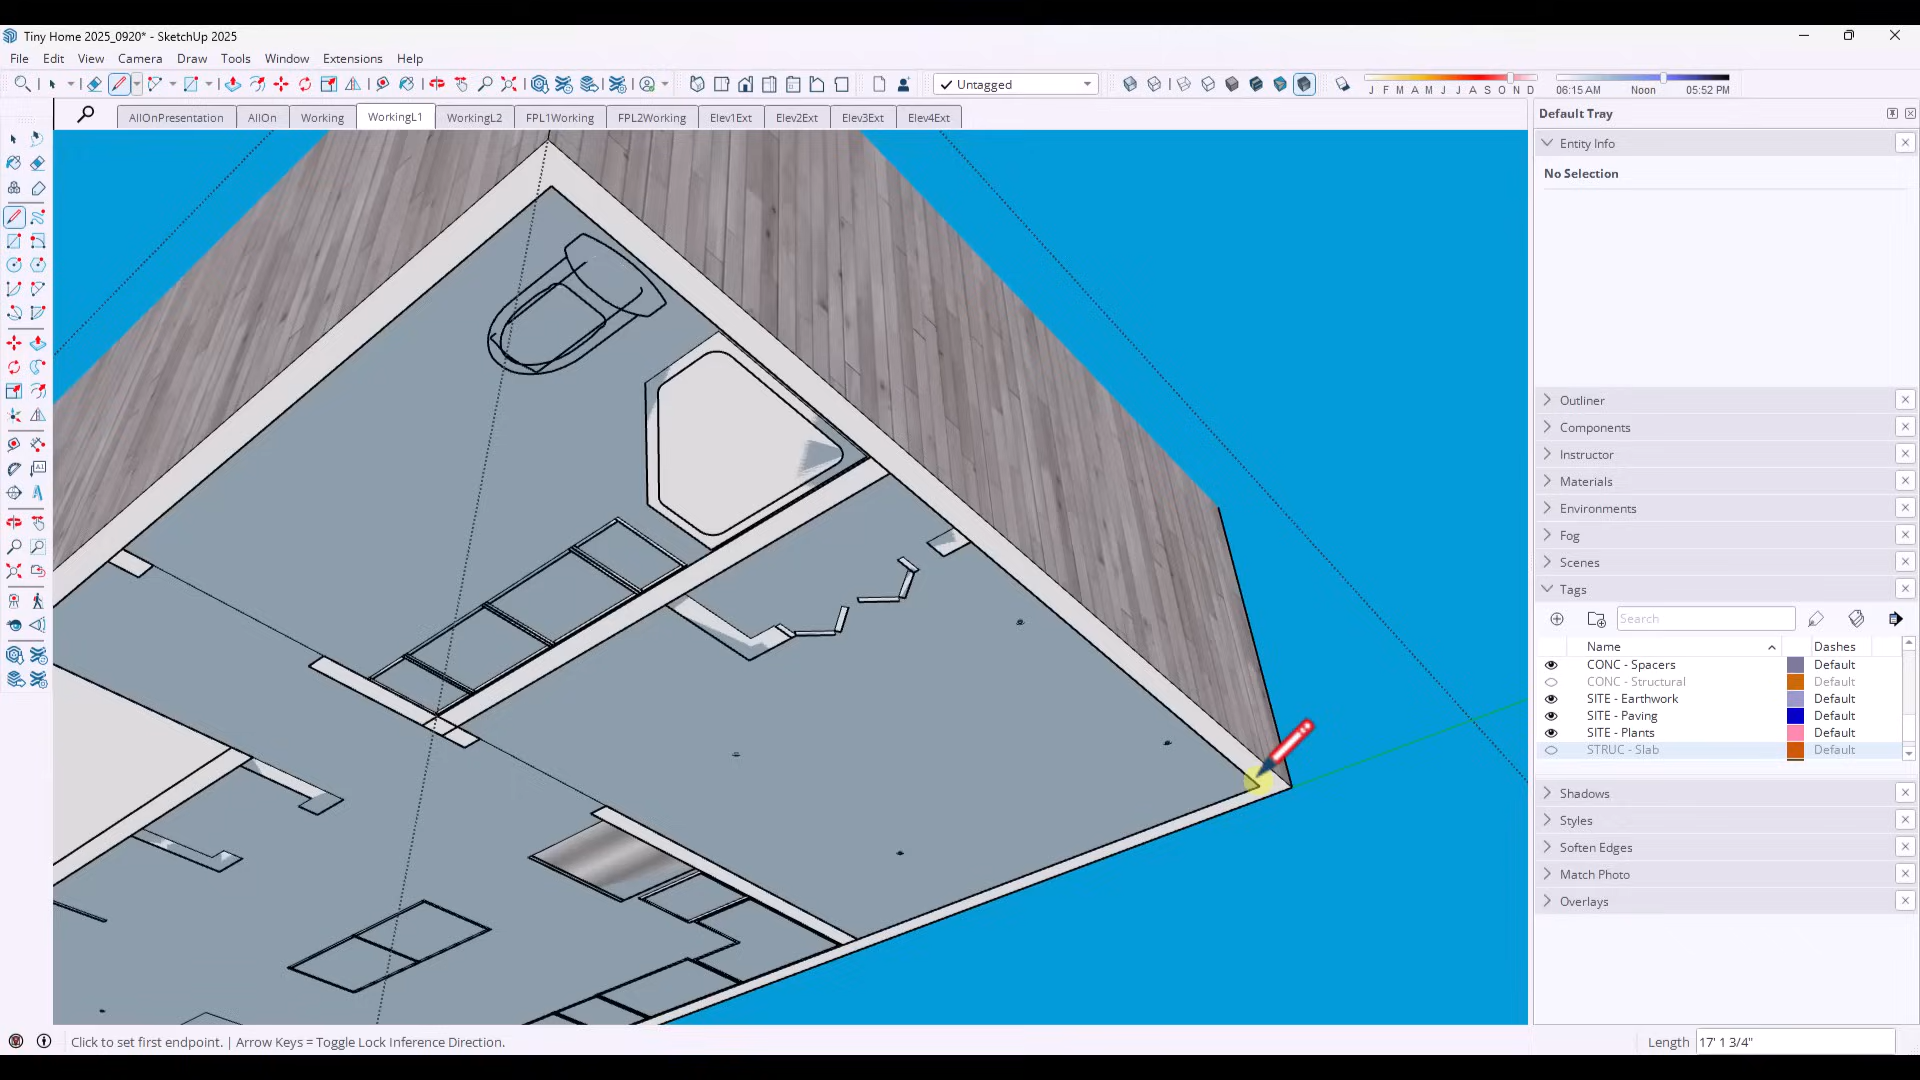 Tiny Home 2025_0920* - SketchUp 2025
File Edit View Camera Draw Tools Window Extensions Help
Untagged
J F M A M J J A S O N D
06:15 AM Noon 05:52 PM
AllOnPresentation AllOn Working WorkingL1 WorkingL2 FPL1Working FPL2Working Elev1Ext Elev2Ext Elev3Ext Elev4Ext
Default Tray
Entity Info
No Selection
Outliner
Components
Instructor
Materials
Environments
Fog
Scenes
Tags
Search
Name Dashes
CONC - Spacers Default
CONC - Structural Default
SITE - Earthwork Default
SITE - Paving Default
SITE - Plants Default
STRUC - Slab Default
Shadows
Styles
Soften Edges
Match Photo
Overlays
Click to set first endpoint. | Arrow Keys = Toggle Lock Inference Direction.
Length 17' 1 3/4"